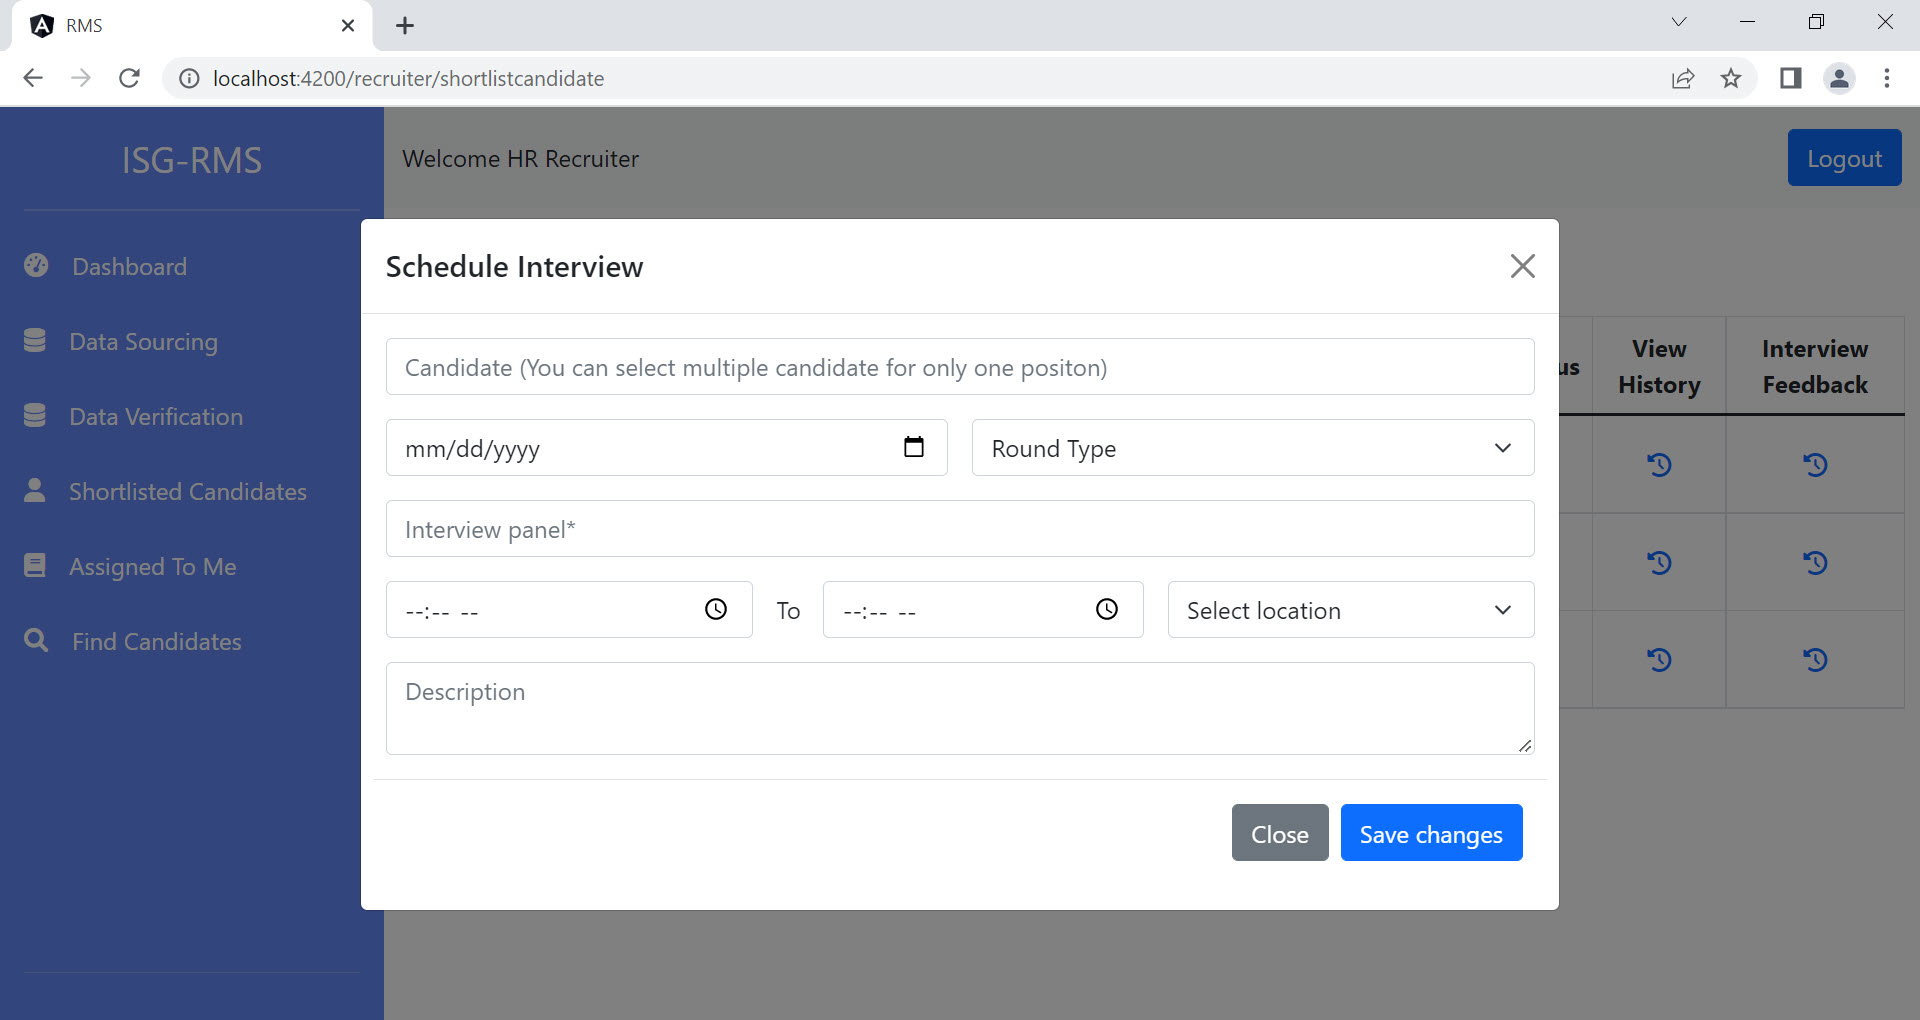 RMS
localhost:4200/recruiter/shortlistcandidate
ISG-RMS
Welcome HR Recruiter
Logout
Dashboard
Data Sourcing
Data Verification
Shortlisted Candidates
Assigned To Me
Find Candidates
Schedule Interview
Candidate (You can select multiple candidate for only one positon)
mm/dd/yyyy
Round Type
Interview panel*
--:-- --
To
--:-- --
Select location
Description
Close
Save changes
us
View
History
Interview
Feedback